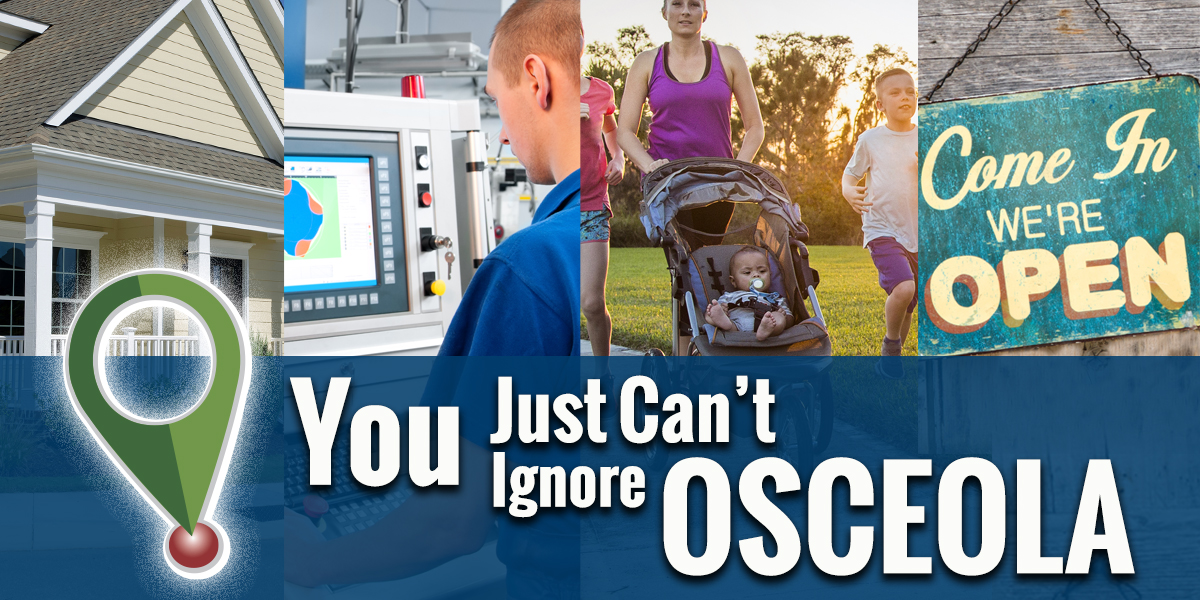 Come In
WE'RE
OPEN
You Just Can't
Ignore OSCEOLA